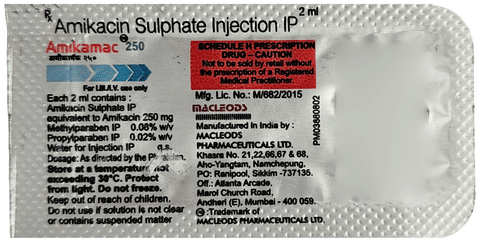 Rx Amikacin Sulphate Injection IP 2 ml
Amikamac 250
अमीकामॅक २५०
For I.M./I.V. use only
Each 2 ml contains :
Amikacin Sulphate IP
equivalent to Amikacin 250 mg
Methylparaben IP 0.08% w/v
Propylparaben IP 0.02% w/v
Water for Injection IP q.s.
Dosage: As directed by the Physician.
Store at a temperature not
exceeding 30°C. Protect
from light. Do not freeze.
Keep out of reach of children.
Do not use if solution is not clear
or contains suspended matter
SCHEDULE H PRESCRIPTION
DRUG – CAUTION
Not to be sold by retail without
the prescription of a Registered
Medical Practitioner.
Mfg. Lic. No.: M/682/2015
MACLEODS
Manufactured In India by :
MACLEODS
PHARMACEUTICALS LTD.
Khasra No. 21,22,66,67 & 68,
Aho-Yangtam, Namchepung,
PO: Ranipool, Sikkim -737135.
Off.: Atlanta Arcade,
Marol Church Road,
Andheri (E), Mumbai - 400 059.
:Trademark of
MACLEODS PHARMACEUTICALS LTD.
PM03980802